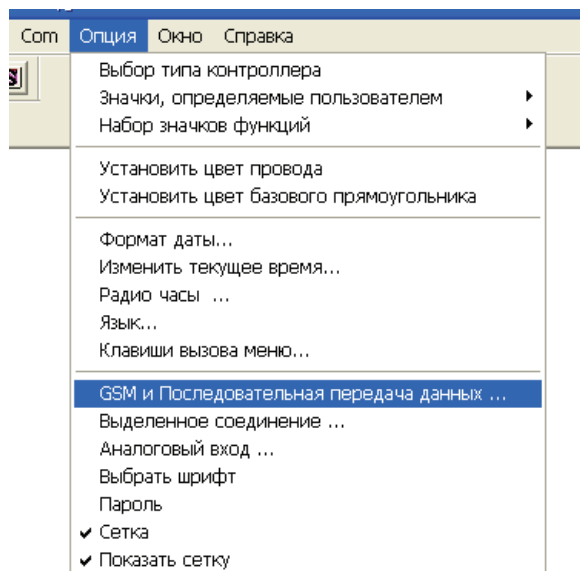 Com Опция Окно Справка
Выбор типа контроллера
Значки, определяемые пользователем
Набор значков функций
Установить цвет провода
Установить цвет базового прямоугольника
Формат даты...
Изменить текущее время...
Радио часы ...
Язык...
Клавиши вызова меню...
GSM и Последовательная передача данных ...
Выделенное соединение ...
Аналоговый вход ...
Выбрать шрифт
Пароль
Сетка
Показать сетку